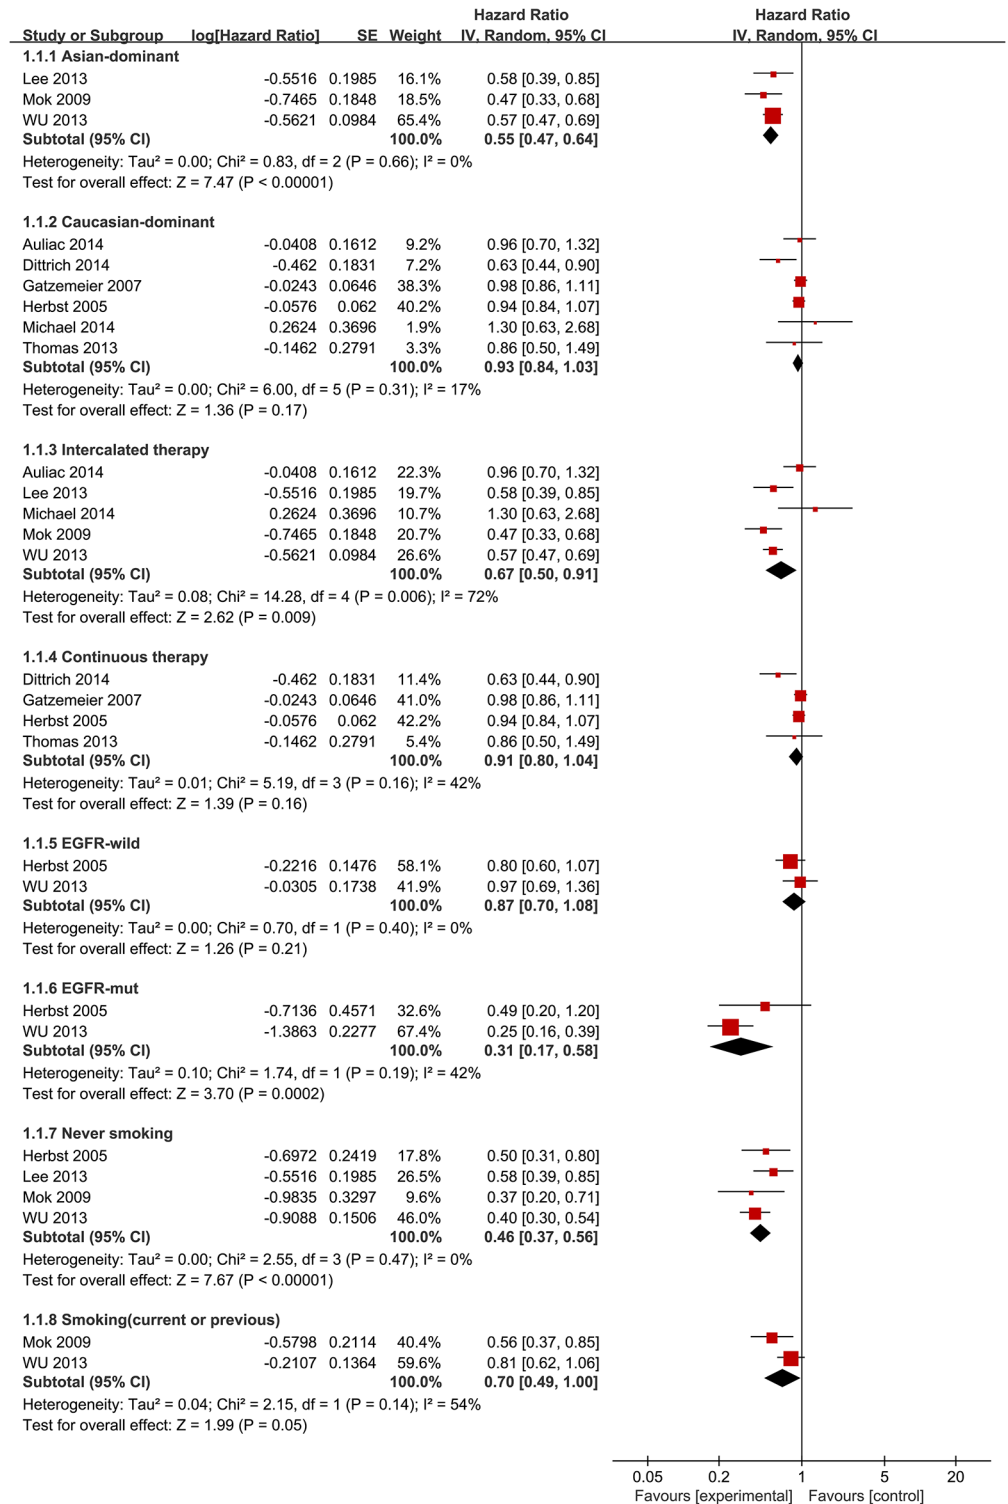 Hazard Ratio Hazard Ratio
Study or Subgroup log[Hazard Ratio] SE Weight IV, Random, 95% CI IV, Random, 95% CI
1.1.1 Asian-dominant
Lee 2013 -0.5516 0.1985 16.1% 0.58 [0.39, 0.85]
Mok 2009 -0.7465 0.1848 18.5% 0.47 [0.33, 0.68]
WU 2013 -0.5621 0.0984 65.4% 0.57 [0.47, 0.69]
Subtotal (95% CI) 100.0% 0.55 [0.47, 0.64]
Heterogeneity: Tau² = 0.00; Chi² = 0.83, df = 2 (P = 0.66); I² = 0%
Test for overall effect: Z = 7.47 (P < 0.00001)
1.1.2 Caucasian-dominant
Auliac 2014 -0.0408 0.1612 9.2% 0.96 [0.70, 1.32]
Dittrich 2014 -0.462 0.1831 7.2% 0.63 [0.44, 0.90]
Gatzemeier 2007 -0.0243 0.0646 38.3% 0.98 [0.86, 1.11]
Herbst 2005 -0.0576 0.062 40.2% 0.94 [0.84, 1.07]
Michael 2014 0.2624 0.3696 1.9% 1.30 [0.63, 2.68]
Thomas 2013 -0.1462 0.2791 3.3% 0.86 [0.50, 1.49]
Subtotal (95% CI) 100.0% 0.93 [0.84, 1.03]
Heterogeneity: Tau² = 0.00; Chi² = 6.00, df = 5 (P = 0.31); I² = 17%
Test for overall effect: Z = 1.36 (P = 0.17)
1.1.3 Intercalated therapy
Auliac 2014 -0.0408 0.1612 22.3% 0.96 [0.70, 1.32]
Lee 2013 -0.5516 0.1985 19.7% 0.58 [0.39, 0.85]
Michael 2014 0.2624 0.3696 10.7% 1.30 [0.63, 2.68]
Mok 2009 -0.7465 0.1848 20.7% 0.47 [0.33, 0.68]
WU 2013 -0.5621 0.0984 26.6% 0.57 [0.47, 0.69]
Subtotal (95% CI) 100.0% 0.67 [0.50, 0.91]
Heterogeneity: Tau² = 0.08; Chi² = 14.28, df = 4 (P = 0.006); I² = 72%
Test for overall effect: Z = 2.62 (P = 0.009)
1.1.4 Continuous therapy
Dittrich 2014 -0.462 0.1831 11.4% 0.63 [0.44, 0.90]
Gatzemeier 2007 -0.0243 0.0646 41.0% 0.98 [0.86, 1.11]
Herbst 2005 -0.0576 0.062 42.2% 0.94 [0.84, 1.07]
Thomas 2013 -0.1462 0.2791 5.4% 0.86 [0.50, 1.49]
Subtotal (95% CI) 100.0% 0.91 [0.80, 1.04]
Heterogeneity: Tau² = 0.01; Chi² = 5.19, df = 3 (P = 0.16); I² = 42%
Test for overall effect: Z = 1.39 (P = 0.16)
1.1.5 EGFR-wild
Herbst 2005 -0.2216 0.1476 58.1% 0.80 [0.60, 1.07]
WU 2013 -0.0305 0.1738 41.9% 0.97 [0.69, 1.36]
Subtotal (95% CI) 100.0% 0.87 [0.70, 1.08]
Heterogeneity: Tau² = 0.00; Chi² = 0.70, df = 1 (P = 0.40); I² = 0%
Test for overall effect: Z = 1.26 (P = 0.21)
1.1.6 EGFR-mut
Herbst 2005 -0.7136 0.4571 32.6% 0.49 [0.20, 1.20]
WU 2013 -1.3863 0.2277 67.4% 0.25 [0.16, 0.39]
Subtotal (95% CI) 100.0% 0.31 [0.17, 0.58]
Heterogeneity: Tau² = 0.10; Chi² = 1.74, df = 1 (P = 0.19); I² = 42%
Test for overall effect: Z = 3.70 (P = 0.0002)
1.1.7 Never smoking
Herbst 2005 -0.6972 0.2419 17.8% 0.50 [0.31, 0.80]
Lee 2013 -0.5516 0.1985 26.5% 0.58 [0.39, 0.85]
Mok 2009 -0.9835 0.3297 9.6% 0.37 [0.20, 0.71]
WU 2013 -0.9088 0.1506 46.0% 0.40 [0.30, 0.54]
Subtotal (95% CI) 100.0% 0.46 [0.37, 0.56]
Heterogeneity: Tau² = 0.00; Chi² = 2.55, df = 3 (P = 0.47); I² = 0%
Test for overall effect: Z = 7.67 (P < 0.00001)
1.1.8 Smoking(current or previous)
Mok 2009 -0.5798 0.2114 40.4% 0.56 [0.37, 0.85]
WU 2013 -0.2107 0.1364 59.6% 0.81 [0.62, 1.06]
Subtotal (95% CI) 100.0% 0.70 [0.49, 1.00]
Heterogeneity: Tau² = 0.04; Chi² = 2.15, df = 1 (P = 0.14); I² = 54%
Test for overall effect: Z = 1.99 (P = 0.05)
0.05 0.2 1 5 20
Favours [experimental] Favours [control]